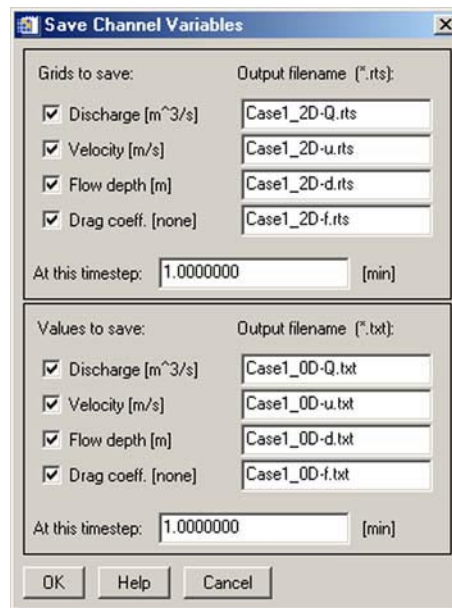 Save Channel Variables
Grids to save: Output filename (*.rts):
Discharge [m^3/s] Case1_2D-Q.rts
Velocity [m/s] Case1_2D-u.rts
Flow depth [m] Case1_2D-d.rts
Drag coeff. [none] Case1_2D-f.rts
At this timestep: 1.0000000 [min]
Values to save: Output filename (*.txt):
Discharge [m^3/s] Case1_0D-Q.txt
Velocity [m/s] Case1_0D-u.txt
Flow depth [m] Case1_0D-d.txt
Drag coeff. [none] Case1_0D-f.txt
At this timestep: 1.0000000 [min]
OK Help Cancel